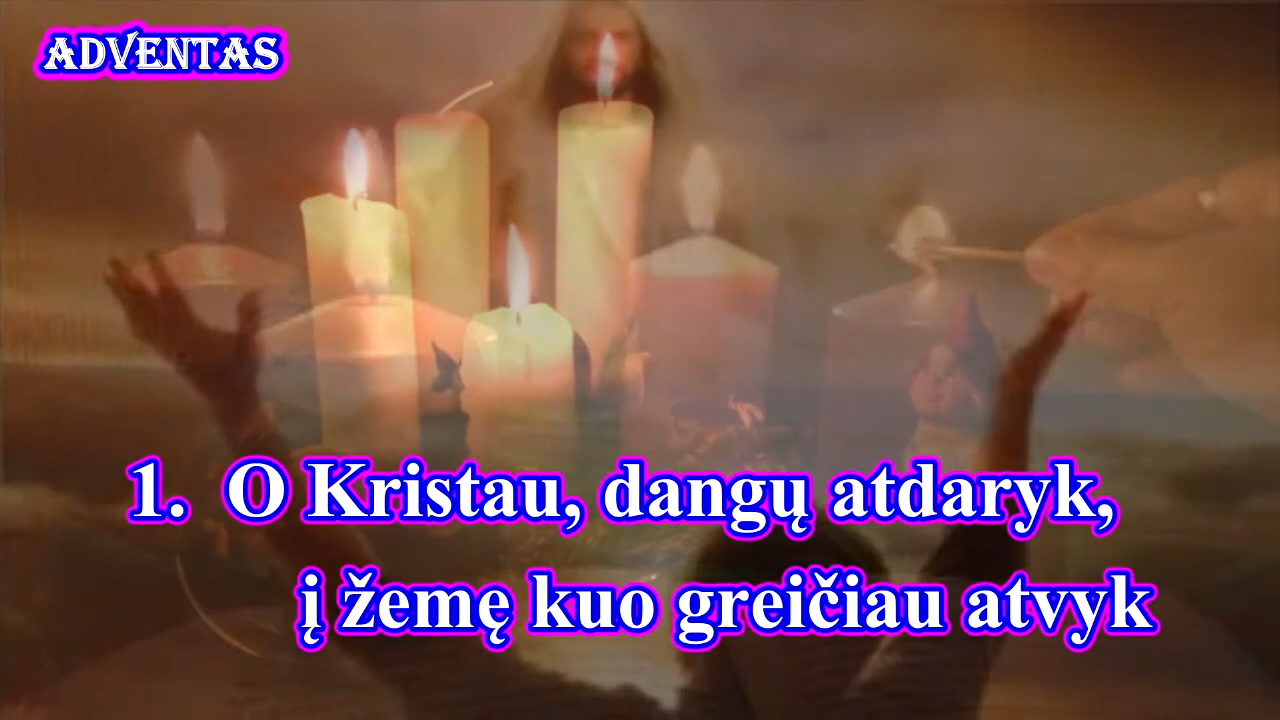 ADVENTAS
1. O Kristau, dangų atdaryk,
į žemę kuo greičiau atvyk